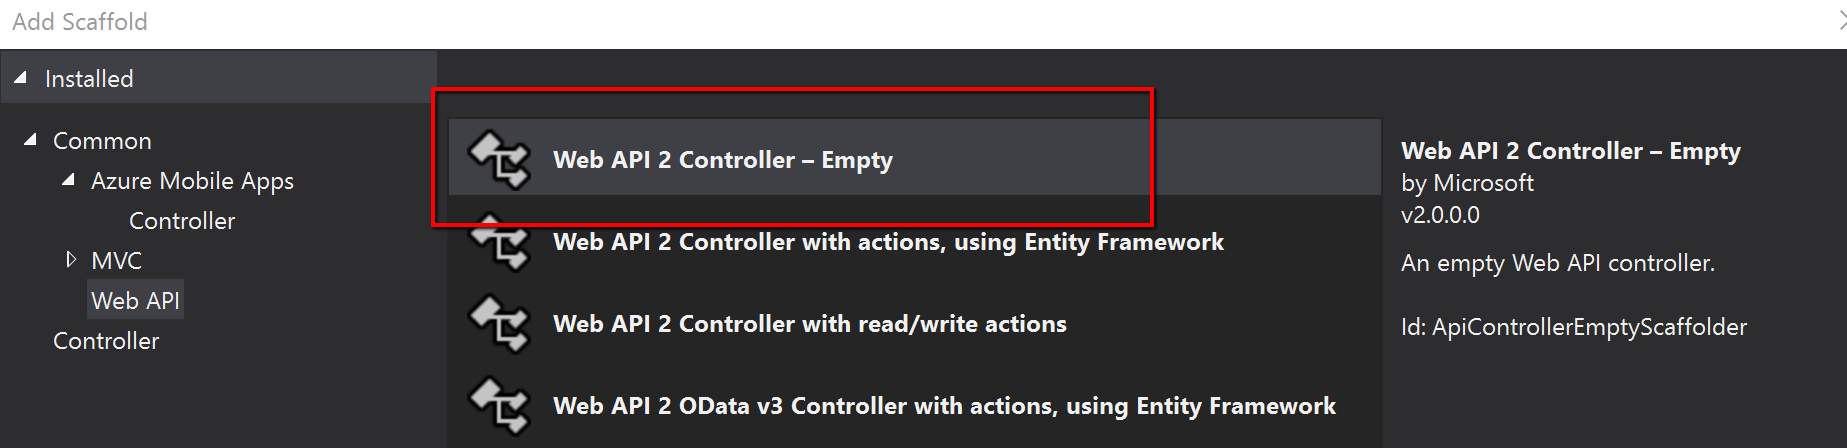 Add Scaffold
Installed
Common
Azure Mobile Apps
Controller
MVC
Web API
Controller
Web API 2 Controller – Empty
Web API 2 Controller with actions, using Entity Framework
Web API 2 Controller with read/write actions
Web API 2 OData v3 Controller with actions, using Entity Framework
Web API 2 Controller – Empty
by Microsoft
v2.0.0.0
An empty Web API controller.
Id: ApiControllerEmptyScaffolder